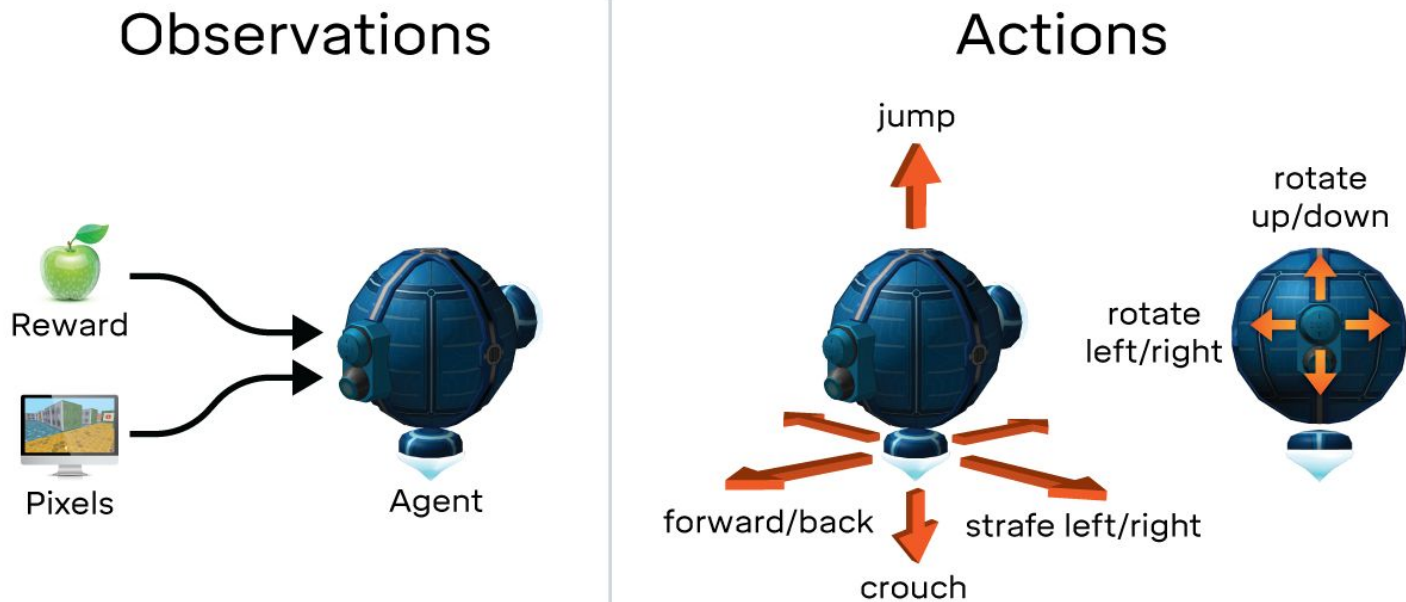 Observations
Reward
Pixels
Agent
Actions
jump
rotate
up/down
rotate
left/right
forward/back
strafe left/right
crouch